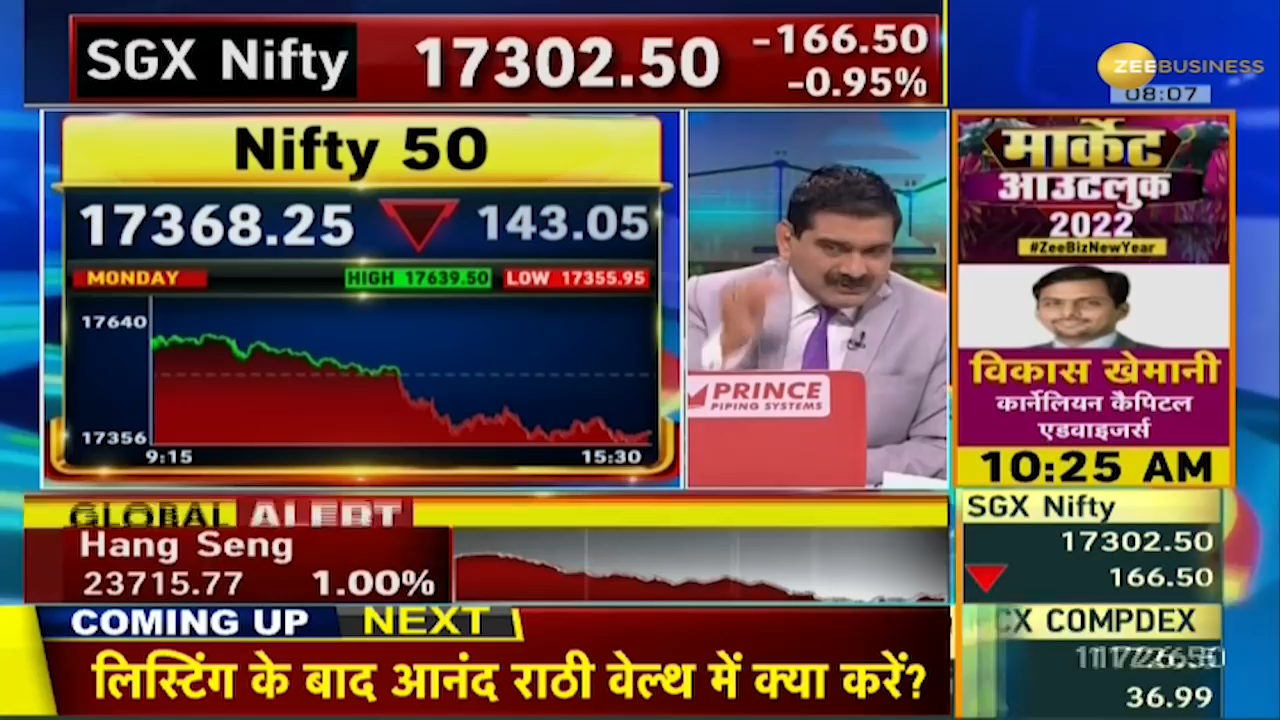 SGX Nifty 17302.50 -166.50
-0.95%
ZEEBUSINESS
08:07
Nifty 50
17368.25 143.05
MONDAY HIGH 17639.50 LOW 17355.95
17640
17356
9:15 15:30
PRINCE
PIPING SYSTEMS
मार्केट
आउटलुक
2022
#ZeeBizNewYear
विकास खेमानी
कार्नेलियन कैपिटल
एडवाइजर्स
10:25 AM
GLOBAL ALERT
Hang Seng
23715.77 1.00%
SGX Nifty
17302.50
166.50
CX COMPDEX
36.99
COMING UP NEXT
लिस्टिंग के बाद आनंद राठी वेल्थ में क्या करें?